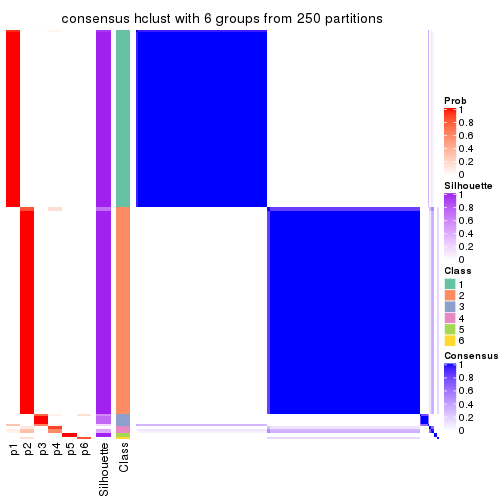 consensus hclust with 6 groups from 250 partitions
Prob
1
0.8
0.6
0.4
0.2
0
Silhouette
1
0.8
0.6
0.4
0.2
0
Class
1
2
3
4
5
6
Consensus
1
0.8
0.6
0.4
0.2
0
p1
p2
p3
p4
p5
p6
Silhouette
Class